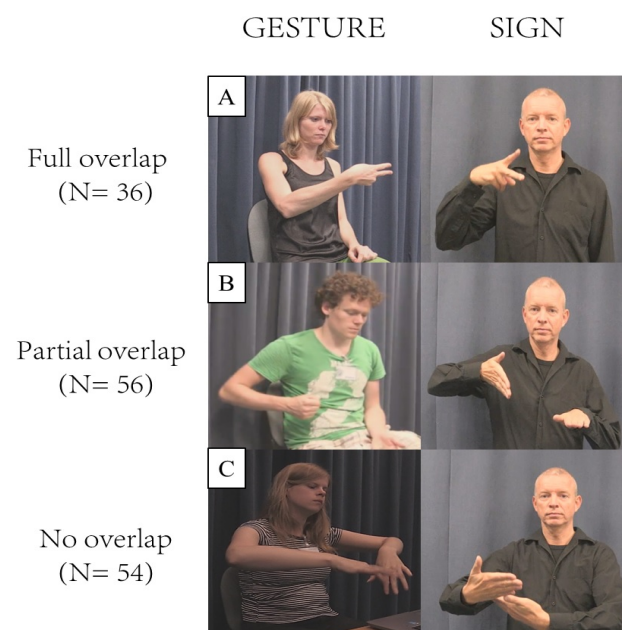 GESTURE SIGN
A
Full overlap
(N= 36)
B
Partial overlap
(N= 56)
C
No overlap
(N= 54)